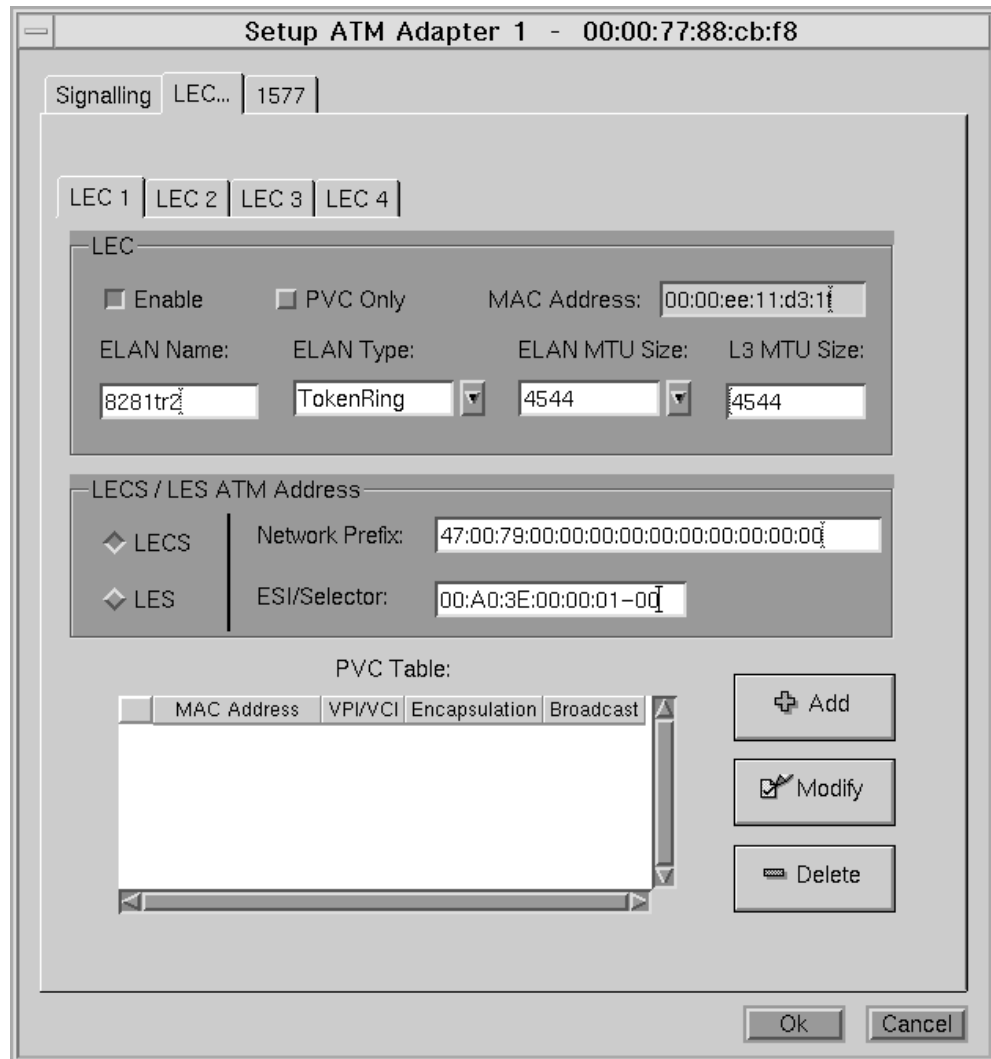 Setup ATM Adapter 1 - 00:00:77:88:cb:f8
Signalling LEC... 1577
LEC 1 LEC 2 LEC 3 LEC 4
LEC
Enable PVC Only MAC Address: 00:00:ee:11:d3:1f
ELAN Name: ELAN Type: ELAN MTU Size: L3 MTU Size:
8281tr2 TokenRing 4544 4544
LECS / LES ATM Address
LECS Network Prefix: 47:00:79:00:00:00:00:00:00:00:00:00:00
LES ESI/Selector: 00:A0:3E:00:00:01-00
PVC Table:
MAC Address VPI/VCI Encapsulation Broadcast
Add
Modify
Delete
Ok Cancel